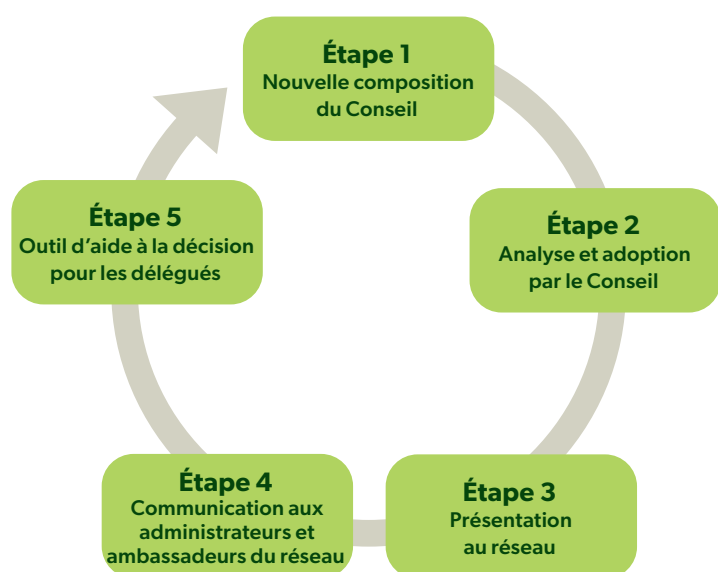 Étape 1
Nouvelle composition
du Conseil
Étape 2
Analyse et adoption
par le Conseil
Étape 3
Présentation
au réseau
Étape 4
Communication aux
administrateurs et
ambassadeurs du réseau
Étape 5
Outil d'aide à la décision
pour les délégués